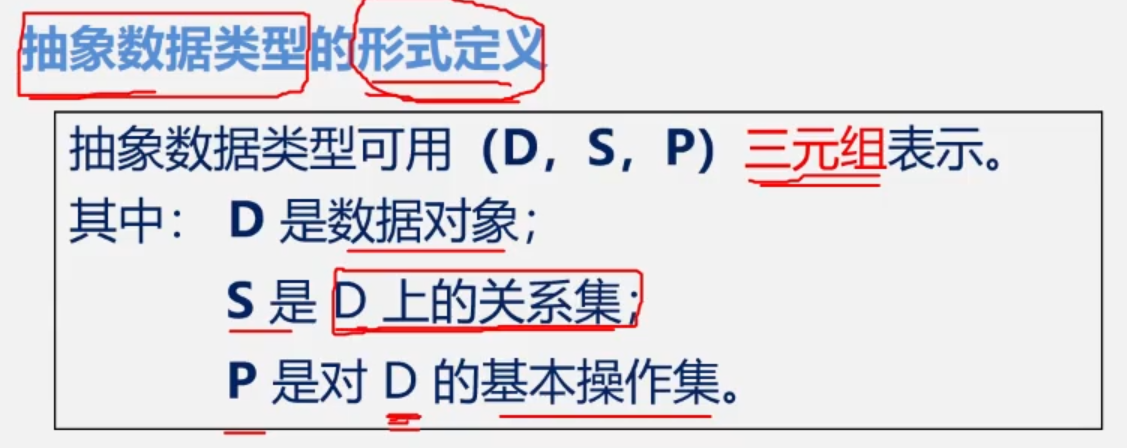 抽象数据类型的形式定义
抽象数据类型可用（D，S，P）三元组表示。
其中： D 是数据对象；
S 是 D 上的关系集；
P 是对 D 的基本操作集。